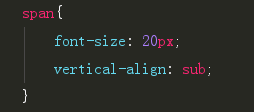 span{
font-size: 20px;
vertical-align: sub;
}